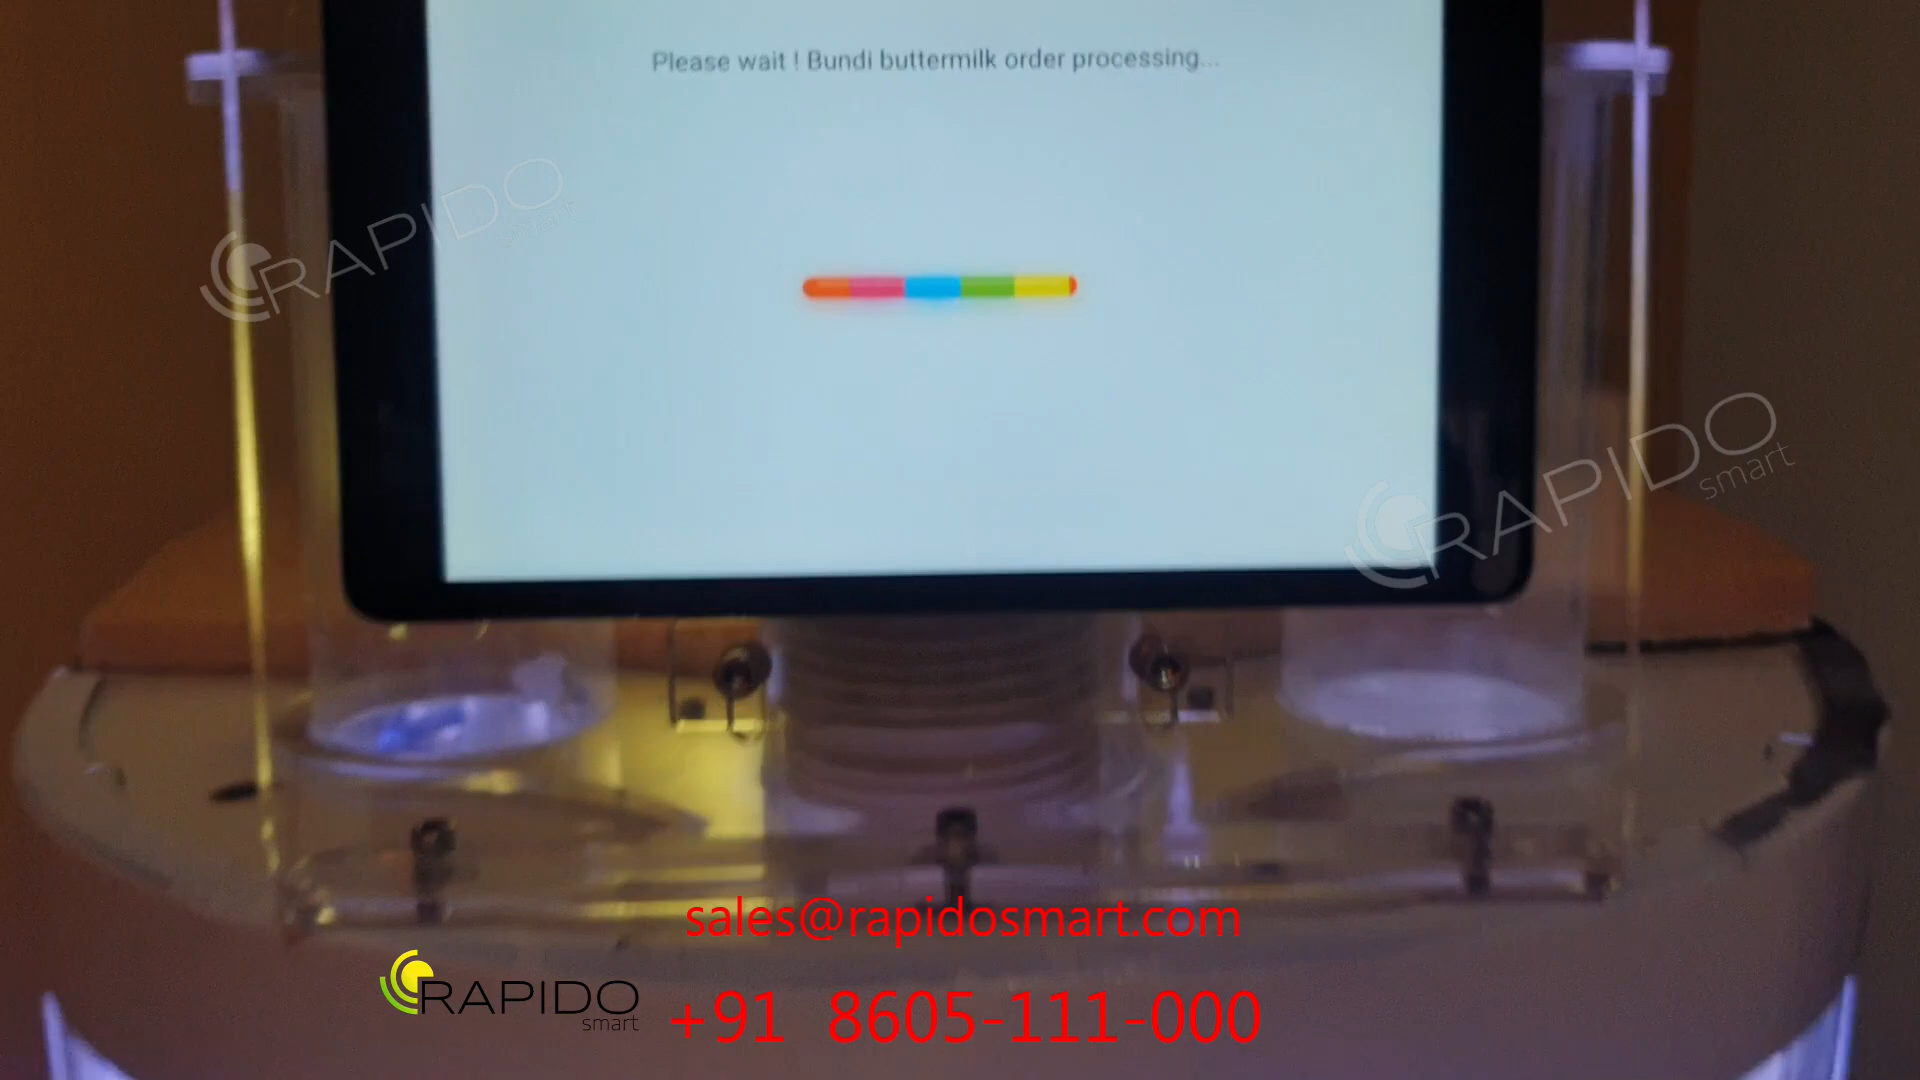 Please wait ! Bundi buttermilk order processing...
RAPIDO
smart
RAPIDO
smart
sales@rapidosmart.com
RAPIDO
smart
+91 8605-111-000